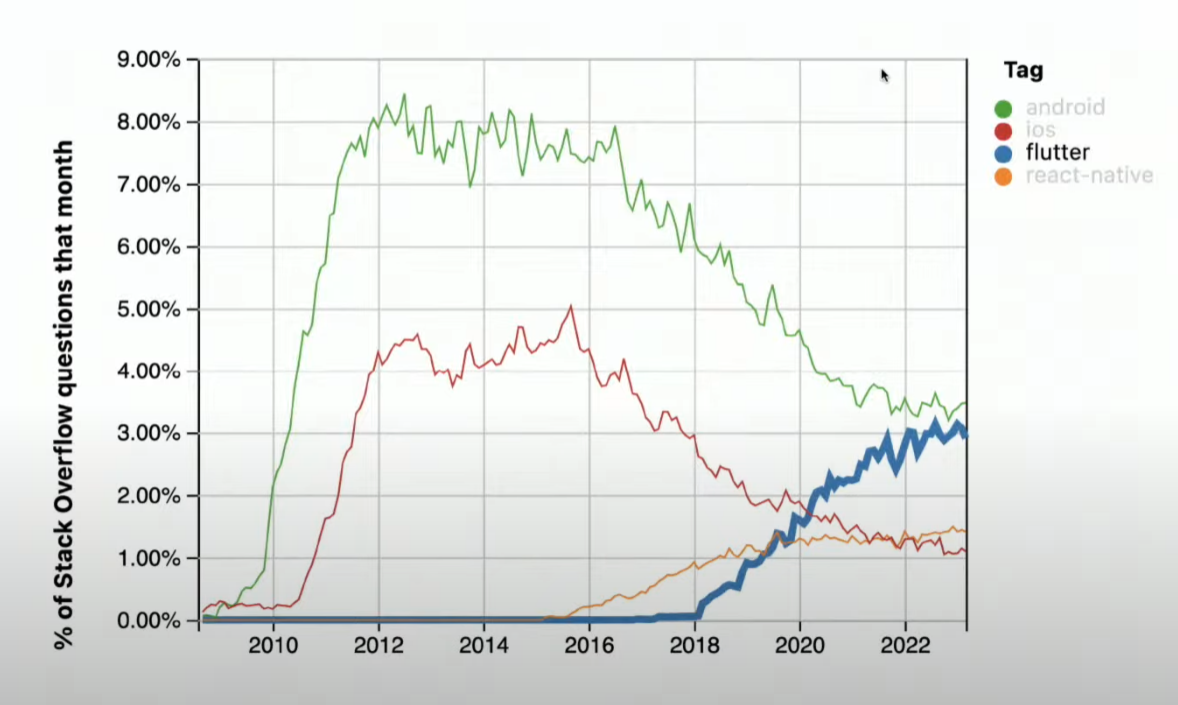 % of Stack Overflow questions that month
9.00%
8.00%
7.00%
6.00%
5.00%
4.00%
3.00%
2.00%
1.00%
0.00%
2010 2012 2014 2016 2018 2020 2022
Tag
android
ios
flutter
react-native